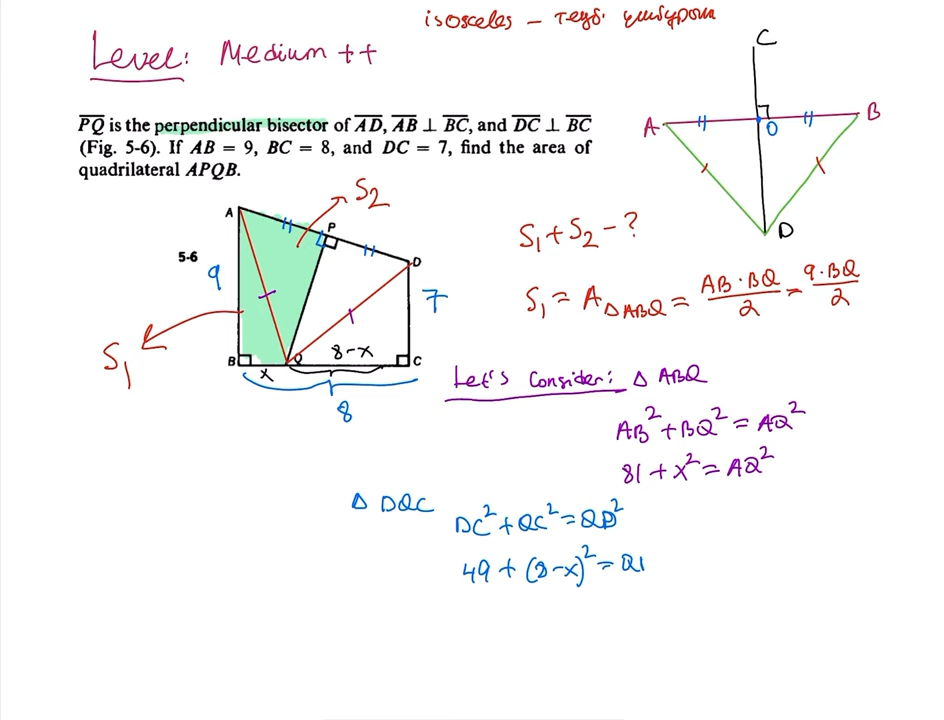 isosceles - тեуծ.
Level: Medium ++
PQ is the perpendicular bisector of AD, AB ⊥ BC, and DC ⊥ BC
(Fig. 5-6). If AB = 9, BC = 8, and DC = 7, find the area of
quadrilateral APQB.
C
A
B
O
D
S2
A
P
D
5-6
9
7
S1
B
Q
C
x
8-x
8
S1 + S2 - ?
S1 = A△ABQ = AB · BQ / 2 = 9 · BQ / 2
Let's Consider: △ ABQ
AB² + BQ² = AQ²
81 + x² = AQ²
△ DQC
DC² + QC² = QD²
49 + (8-x)² = Q